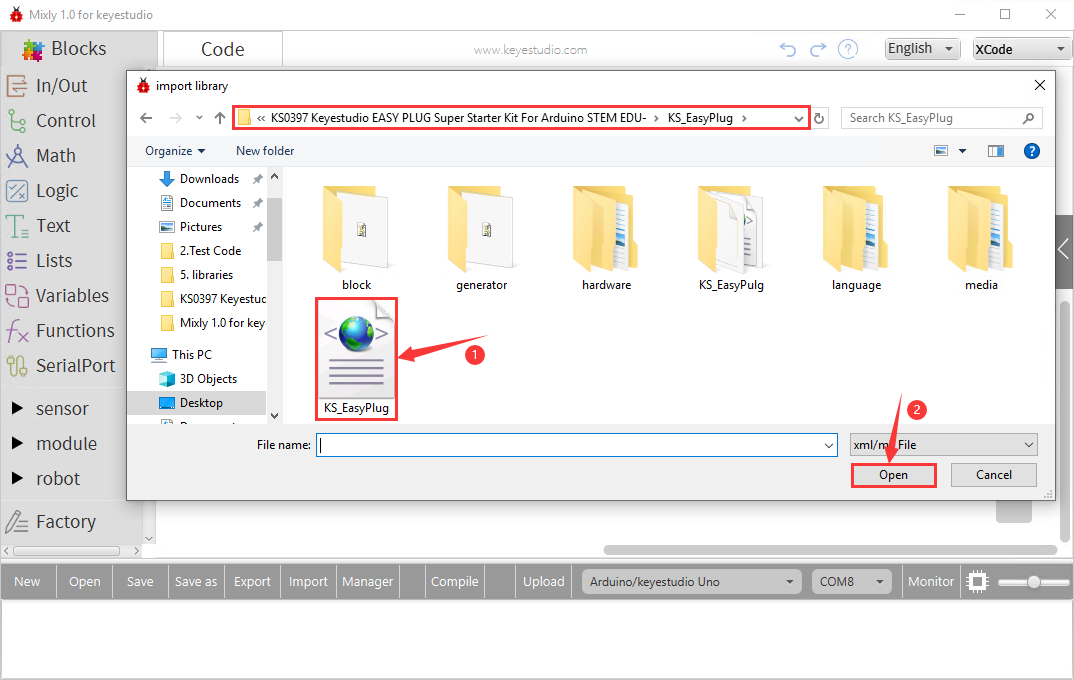 Mixly 1.0 for keyestudio
Blocks
Code
www.keyestudio.com
?
English
XCode
In/Out
Control
Math
Logic
Text
Lists
Variables
Functions
SerialPort
sensor
module
robot
Factory
import library
« KS0397 Keyestudio EASY PLUG Super Starter Kit For Arduino STEM EDU- › KS_EasyPlug ›
Search KS_EasyPlug
Organize
New folder
?
Downloads
Documents
Pictures
2.Test Code
5. libraries
KS0397 Keyestuc
Mixly 1.0 for key
This PC
3D Objects
Desktop
block
generator
hardware
KS_EasyPulg
language
media
KS_EasyPlug
1
2
File name:
File
Open
Cancel
New
Open
Save
Save as
Export
Import
Manager
Compile
Upload
Arduino/keyestudio Uno
COM8
Monitor